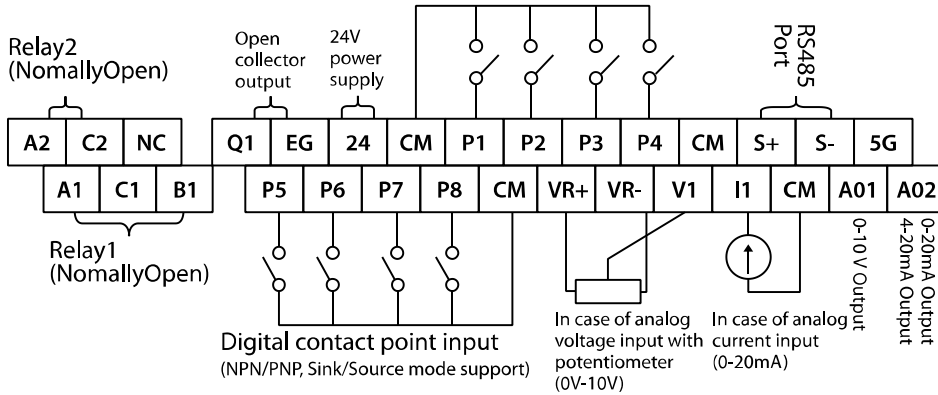 Relay2
(NomallyOpen)
Open
collector
output
24V
power
supply
RS485
Port
A2 C2 NC Q1 EG 24 CM P1 P2 P3 P4 CM S+ S- 5G
A1 C1 B1 P5 P6 P7 P8 CM VR+ VR- V1 I1 CM A01 A02
Relay1
(NomallyOpen)
Digital contact point input
(NPN/PNP, Sink/Source mode support)
In case of analog
voltage input with
potentiometer
(0V-10V)
In case of analog
current input
(0-20mA)
0-10 V Output
0-20mA Output
4-20mA Output